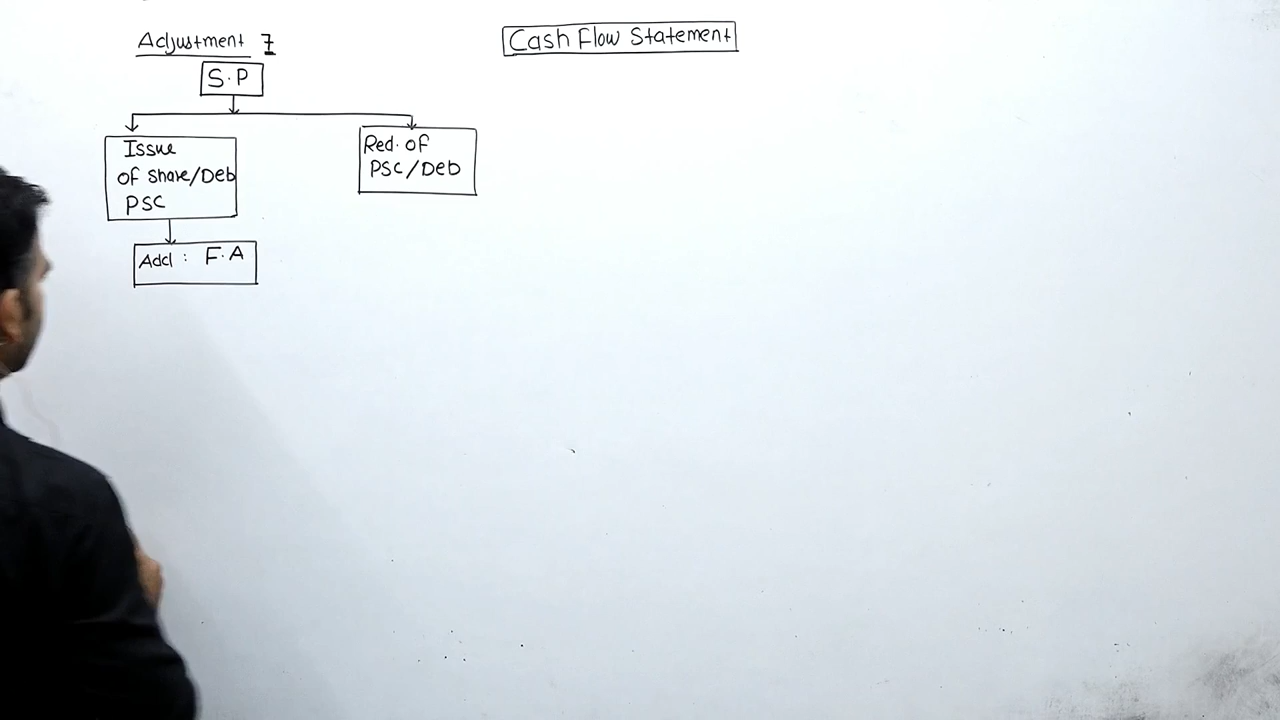 Adjustment 7
Cash Flow Statement
S.P
Issue
of share/Deb
PSC
Red. of
PSC/Deb
Add : F.A